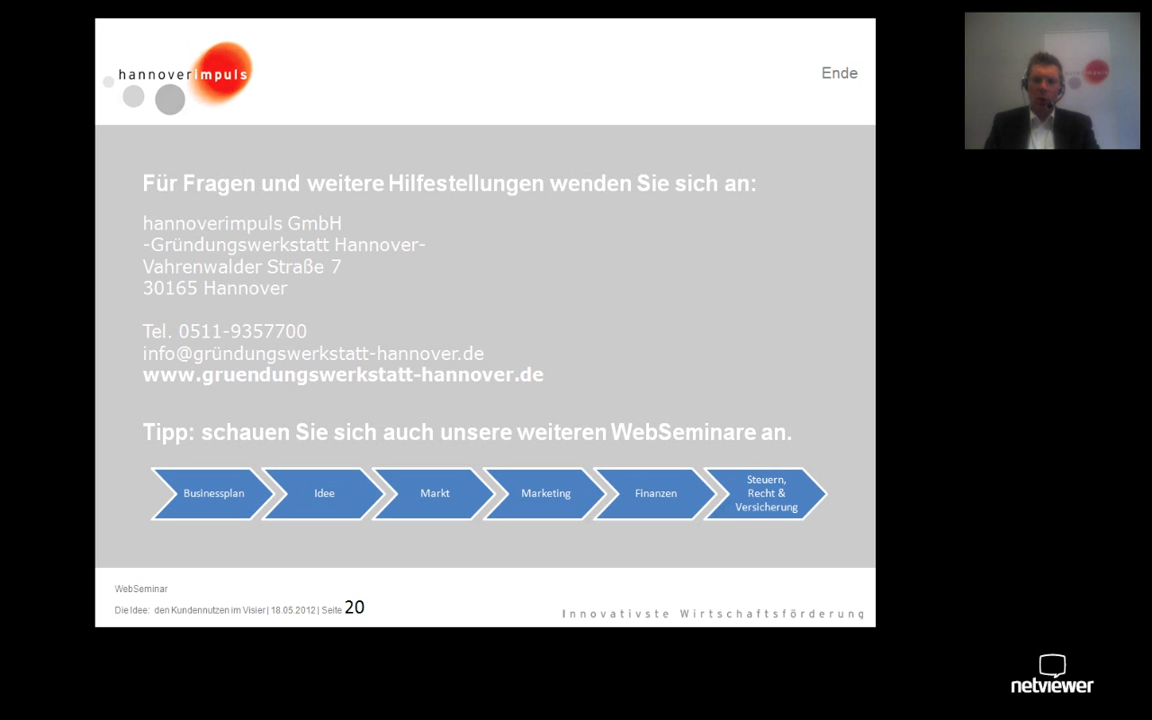 hannoverimpuls
Ende
Für Fragen und weitere Hilfestellungen wenden Sie sich an:
hannoverimpuls GmbH
-Gründungswerkstatt Hannover-
Vahrenwalder Straße 7
30165 Hannover
Tel. 0511-9357700
info@gründungswerkstatt-hannover.de
www.gruendungswerkstatt-hannover.de
Tipp: schauen Sie sich auch unsere weiteren WebSeminare an.
Businessplan
Idee
Markt
Marketing
Finanzen
Steuern,
Recht &
Versicherung
WebSeminar
Die Idee: den Kundennutzen im Visier | 18.05.2012 | Seite 20
Innovativste Wirtschaftsförderung
netviewer